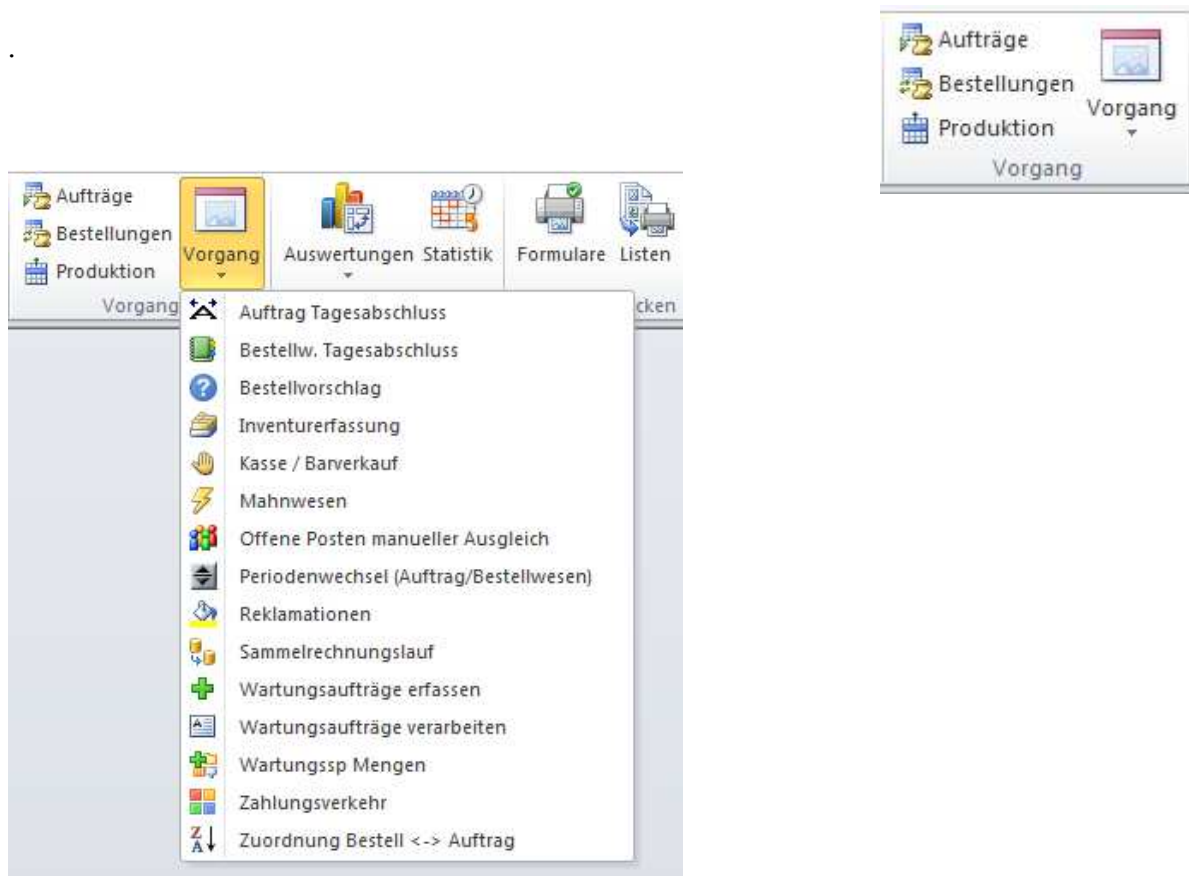 .
Aufträge
Bestellungen
Produktion
Vorgang
Vorgang
Aufträge
Bestellungen
Produktion
Vorgang
Auswertungen
Statistik
Formulare
Listen
Vorgang
cken
Auftrag Tagesabschluss
Bestellw. Tagesabschluss
Bestellvorschlag
Inventurerfassung
Kasse / Barverkauf
Mahnwesen
Offene Posten manueller Ausgleich
Periodenwechsel (Auftrag/Bestellwesen)
Reklamationen
Sammelrechnungslauf
Wartungsaufträge erfassen
Wartungsaufträge verarbeiten
Wartungssp Mengen
Zahlungsverkehr
Zuordnung Bestell <-> Auftrag